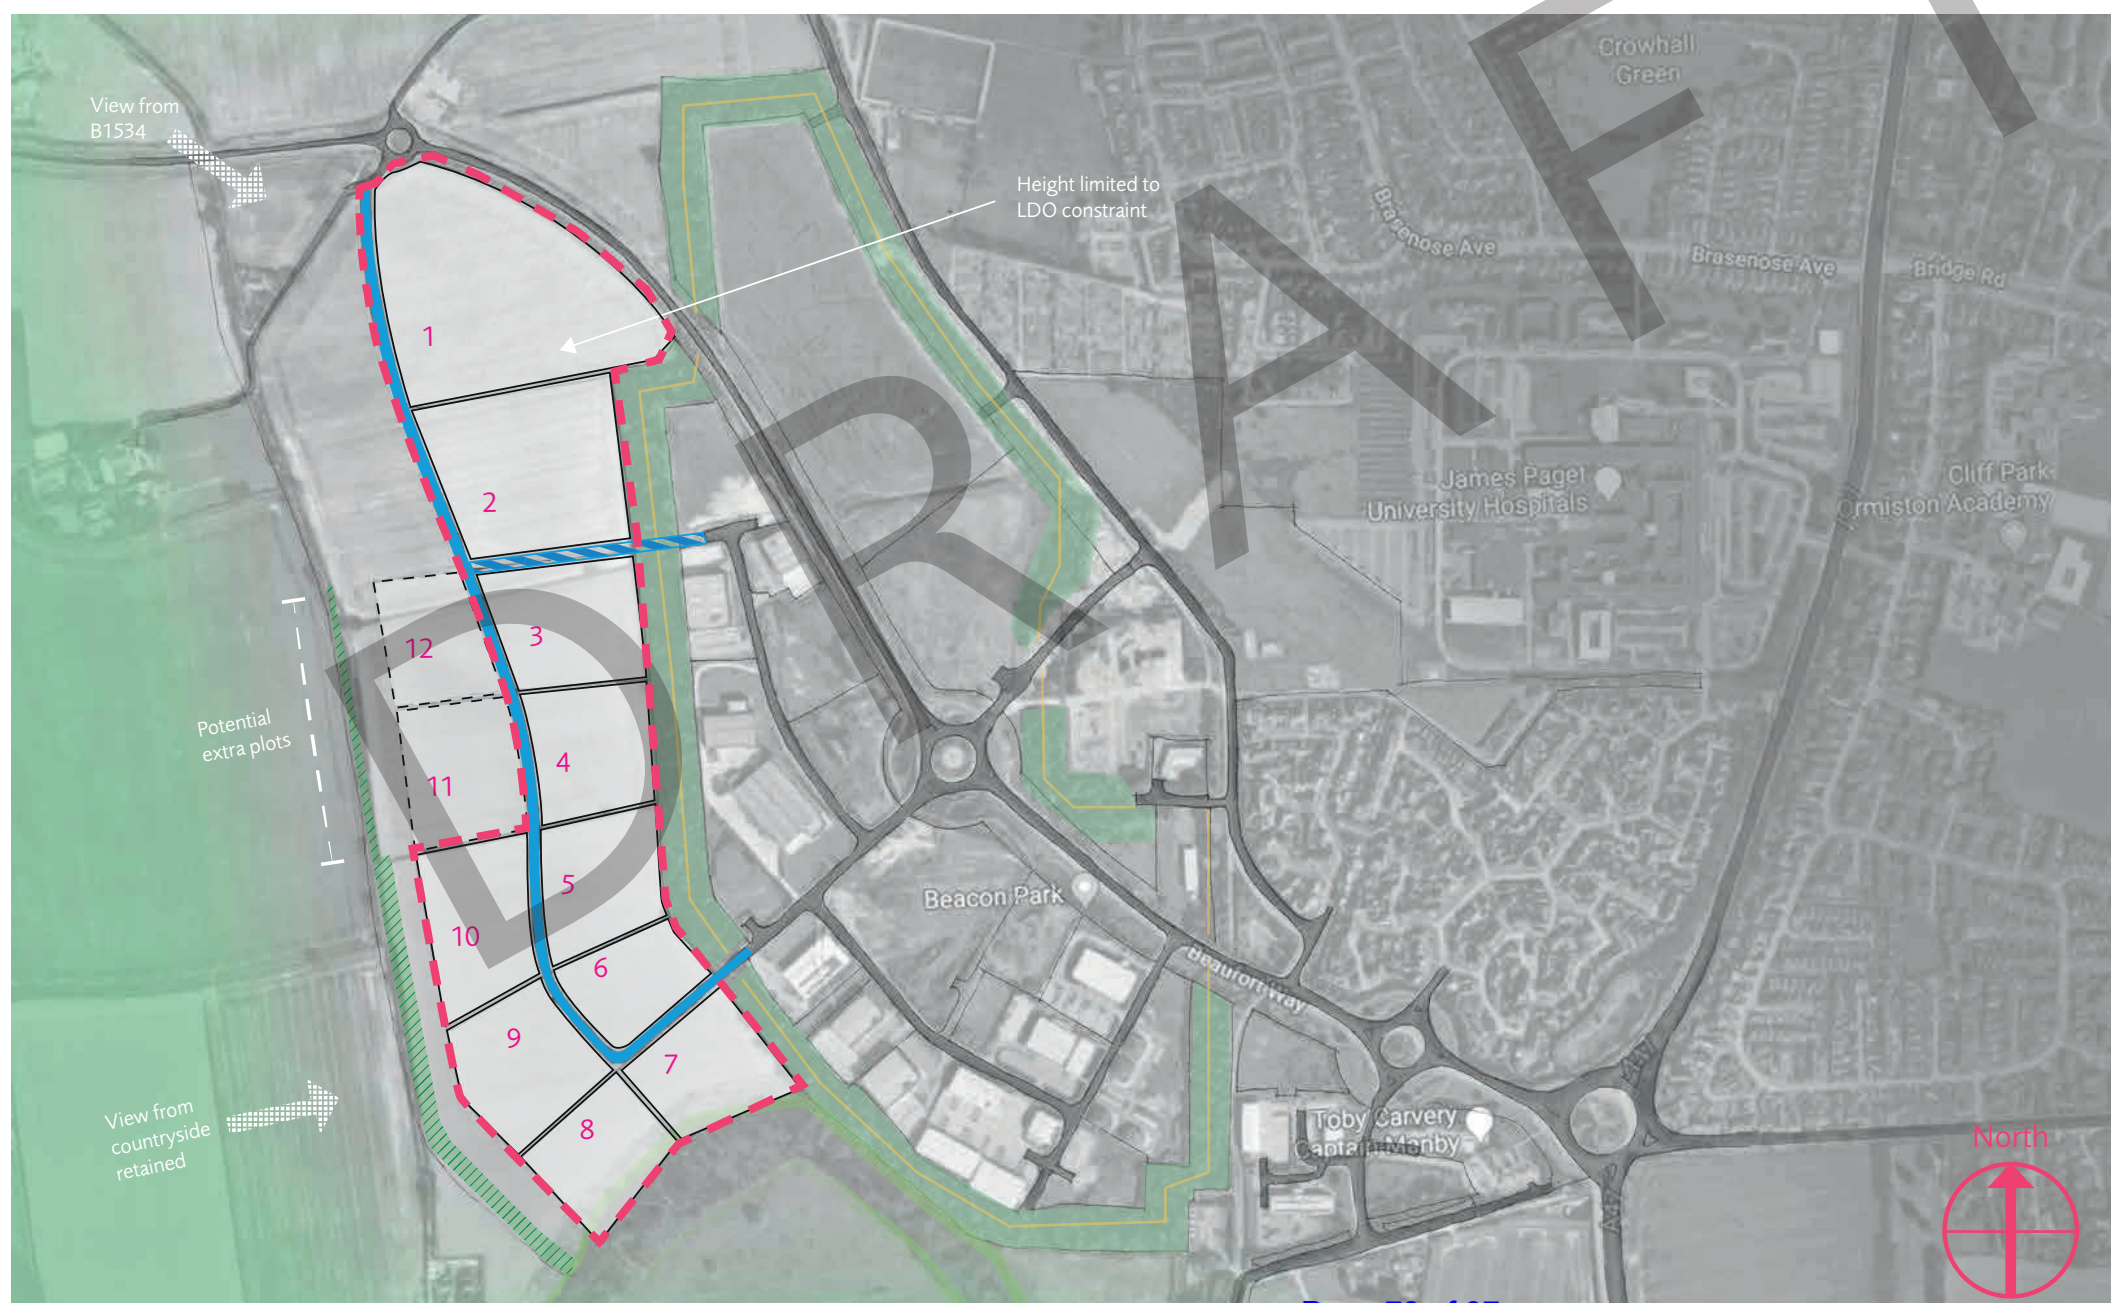 Crowhall
Green
View from
B1534
Height limited to
LDO constraint
Brasenose Ave
Brasenose Ave
Bridge Rd
1
2
James Paget
University Hospitals
Cliff Park
Ormiston Academy
3
12
Potential
extra plots
4
11
5
Beacon Park
10
6
Beaufort Way
9
7
View from
countryside
retained
8
Toby Carvery
Captain Manby
North
DRAFT